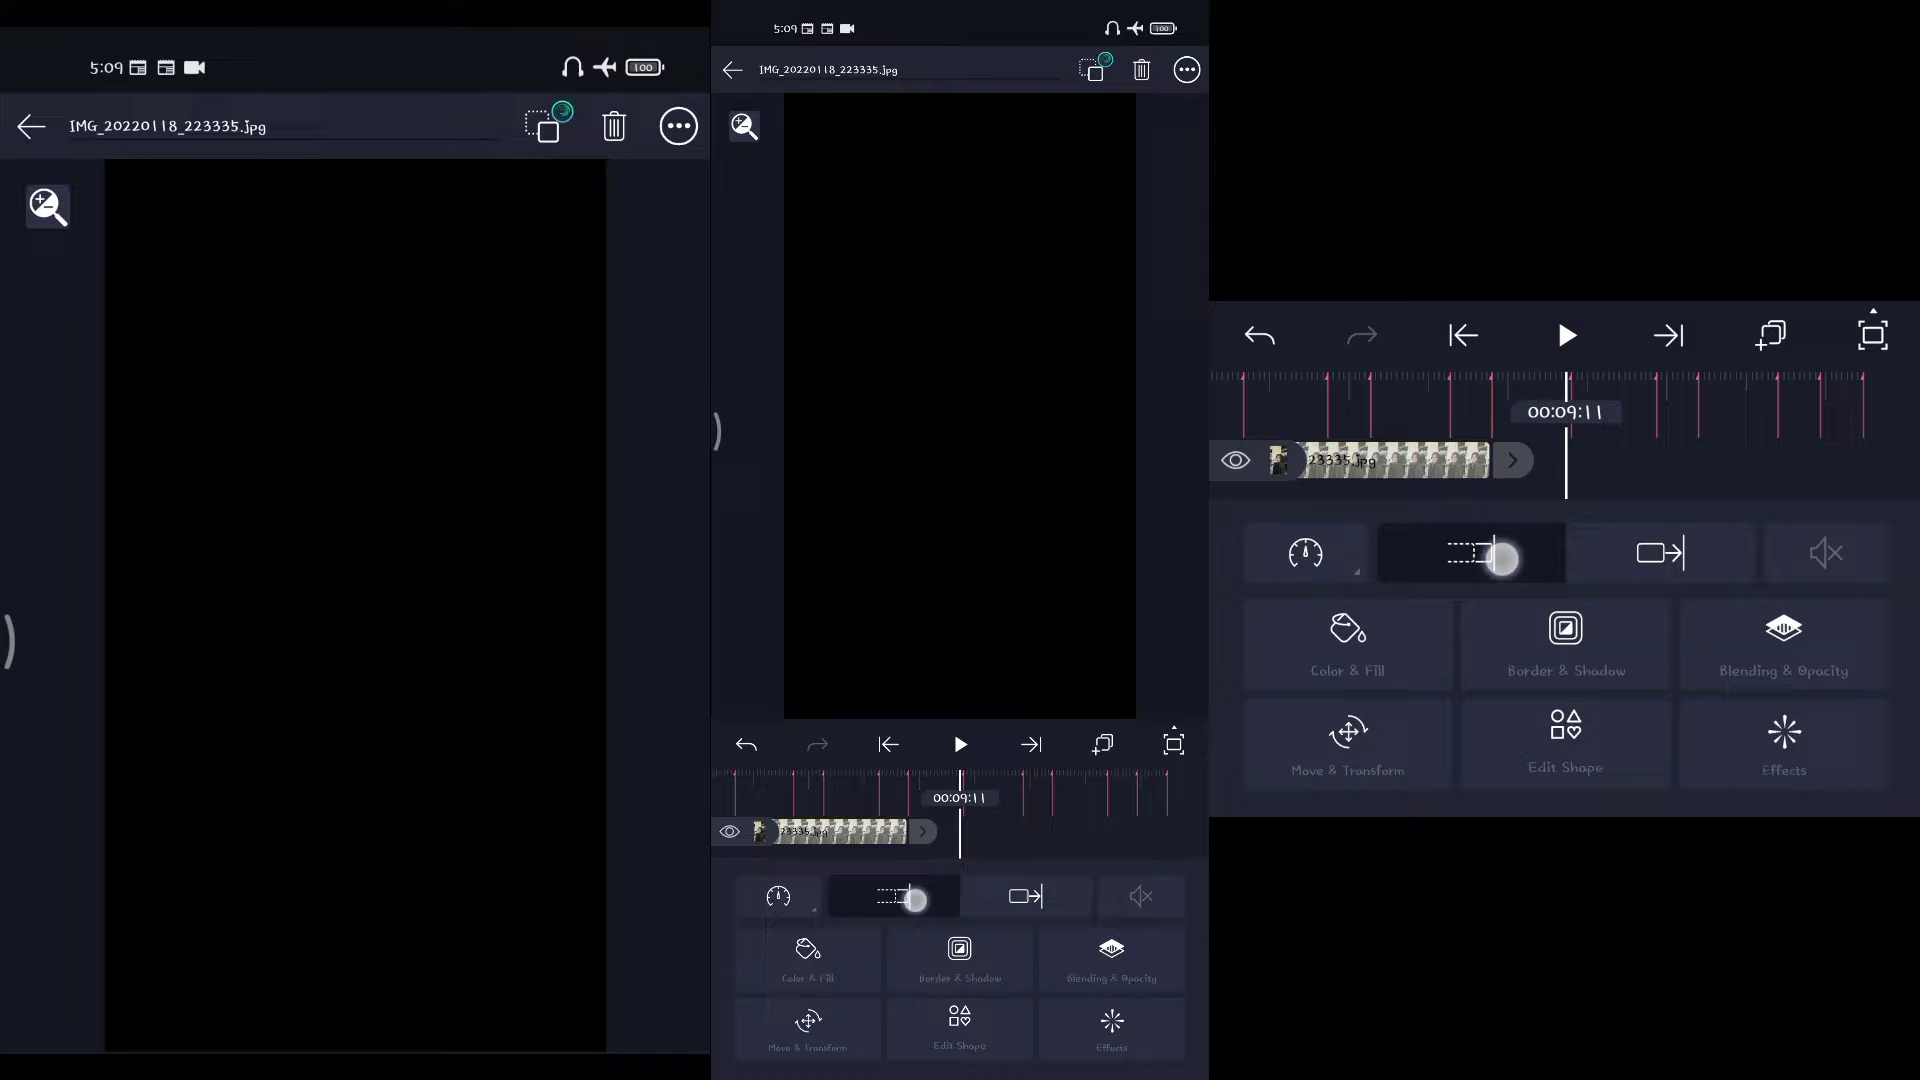 5:09
100
IMG_20220118_223335.jpg
5:09
100
IMG_20220118_223335.jpg
00:09:11
23335.jpg
Color & Fill
Border & Shadow
Blending & Opacity
Move & Transform
Edit Shape
Effects
00:09:11
23335.jpg
Color & Fill
Border & Shadow
Blending & Opacity
Move & Transform
Edit Shape
Effects